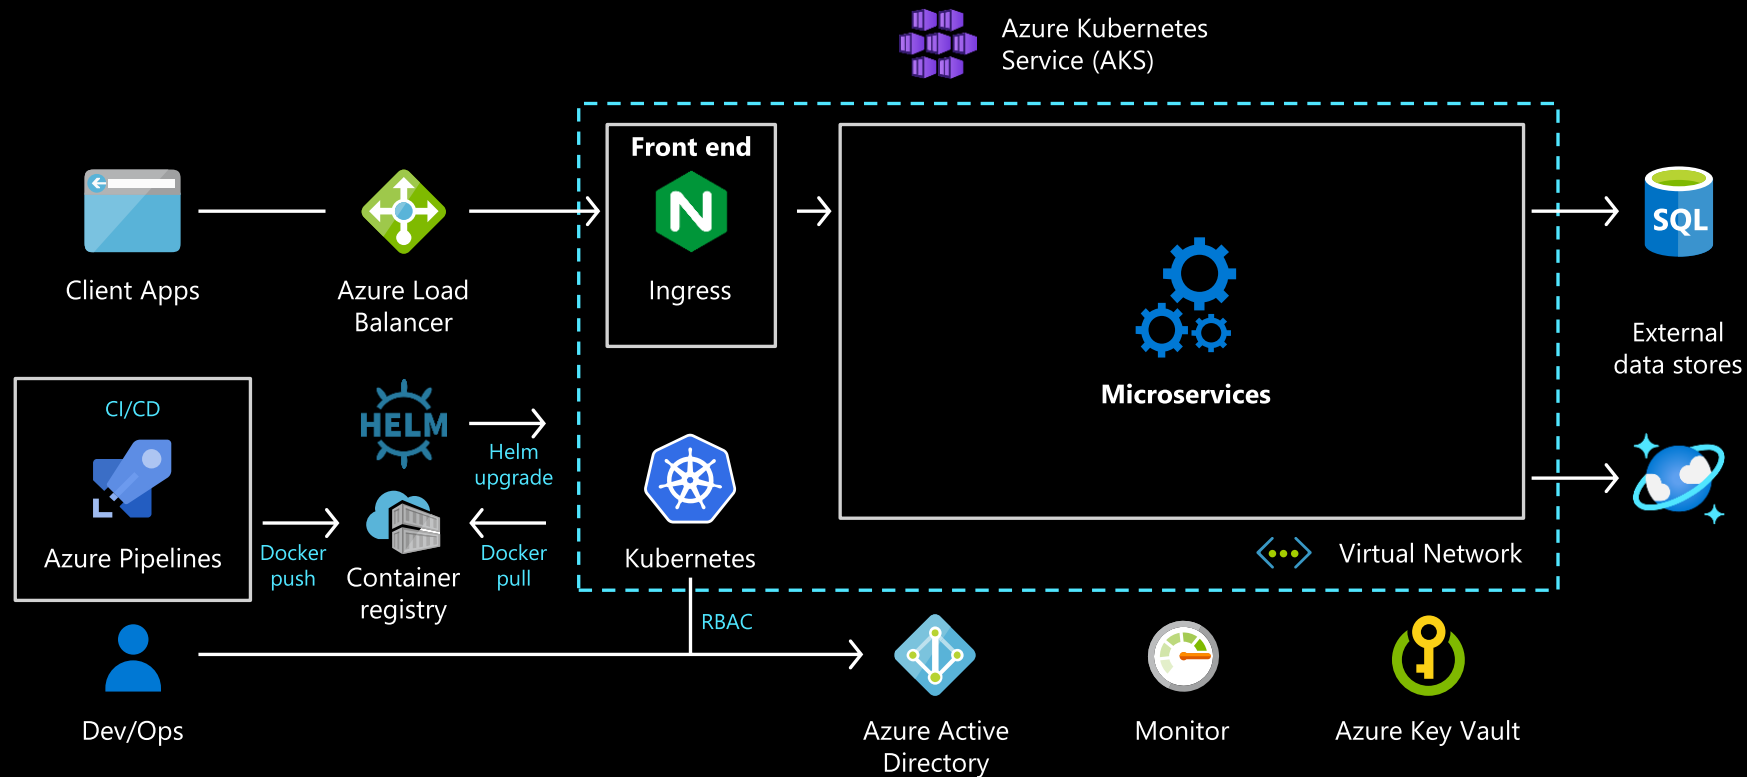 Azure Kubernetes
Service (AKS)
Front end
Ingress
Client Apps
Azure Load
Balancer
SQL
External
data stores
Microservices
CI/CD
HELM
Helm
upgrade
Azure Pipelines
Docker
push
Container
registry
Docker
pull
Kubernetes
Virtual Network
RBAC
Dev/Ops
Azure Active
Directory
Monitor
Azure Key Vault